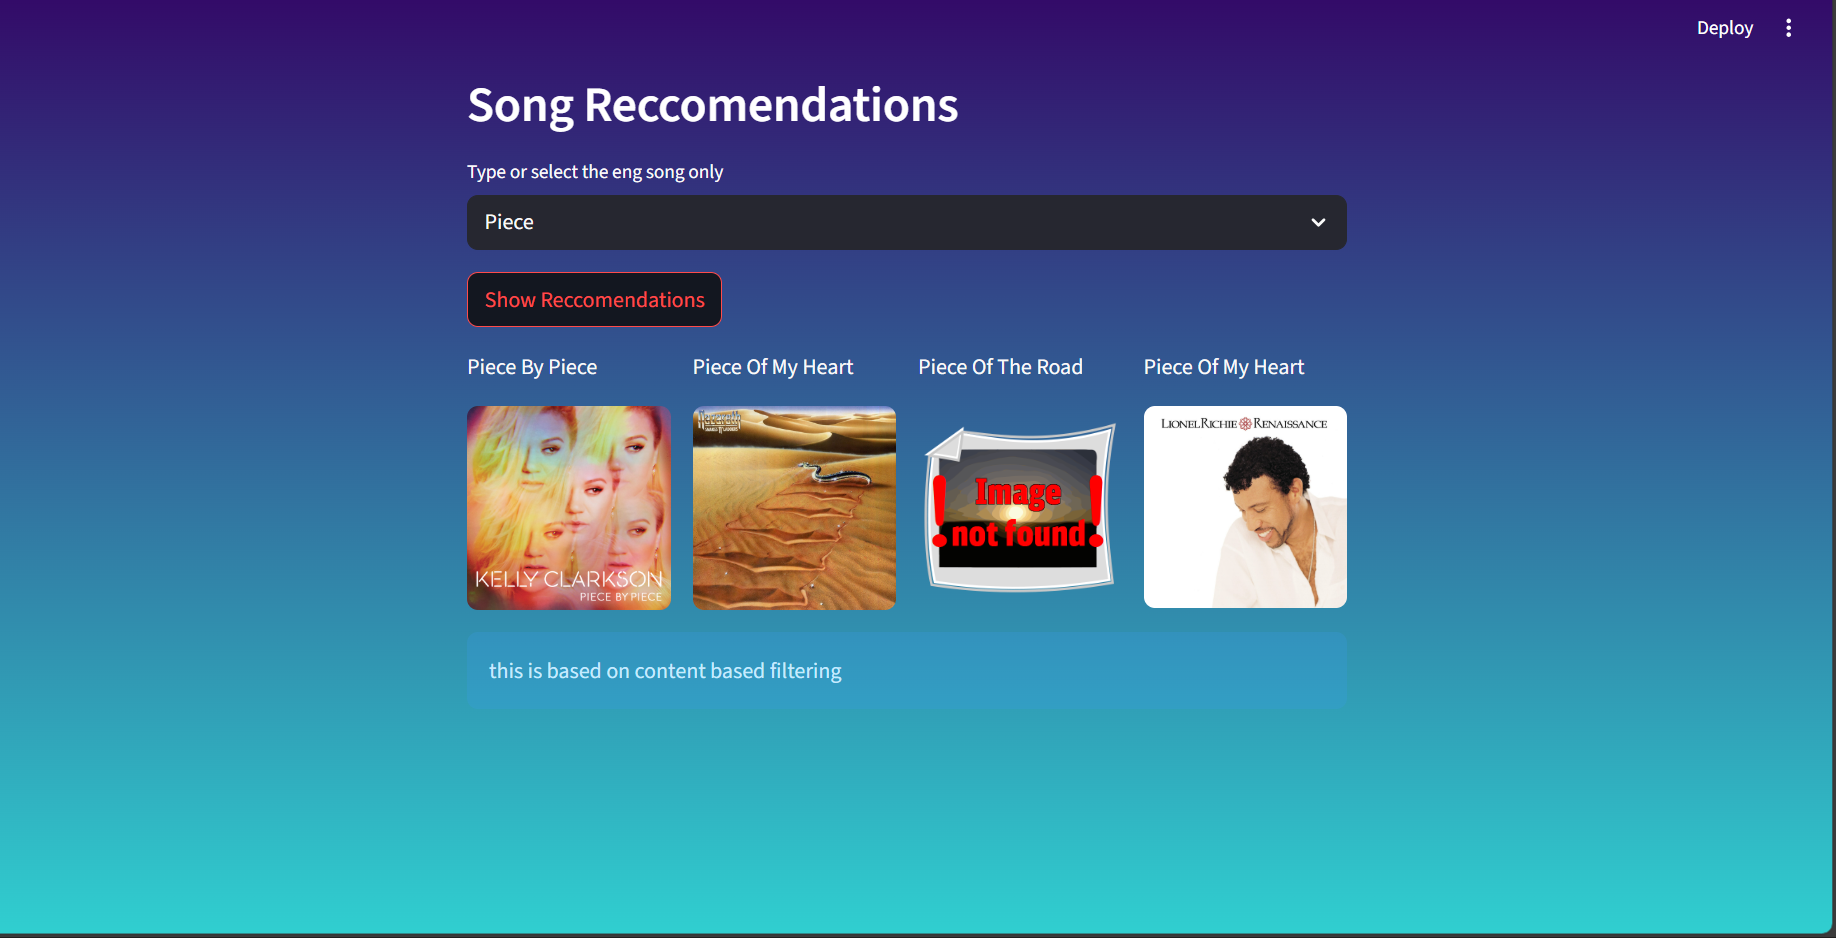 Deploy
Song Reccomendations
Type or select the eng song only
Piece
Show Reccomendations
Piece By Piece
Piece Of My Heart
Piece Of The Road
Piece Of My Heart
KELLY CLARKSON
PIECE BY PIECE
Image
not found
LIONEL RICHIE RENAISSANCE
this is based on content based filtering